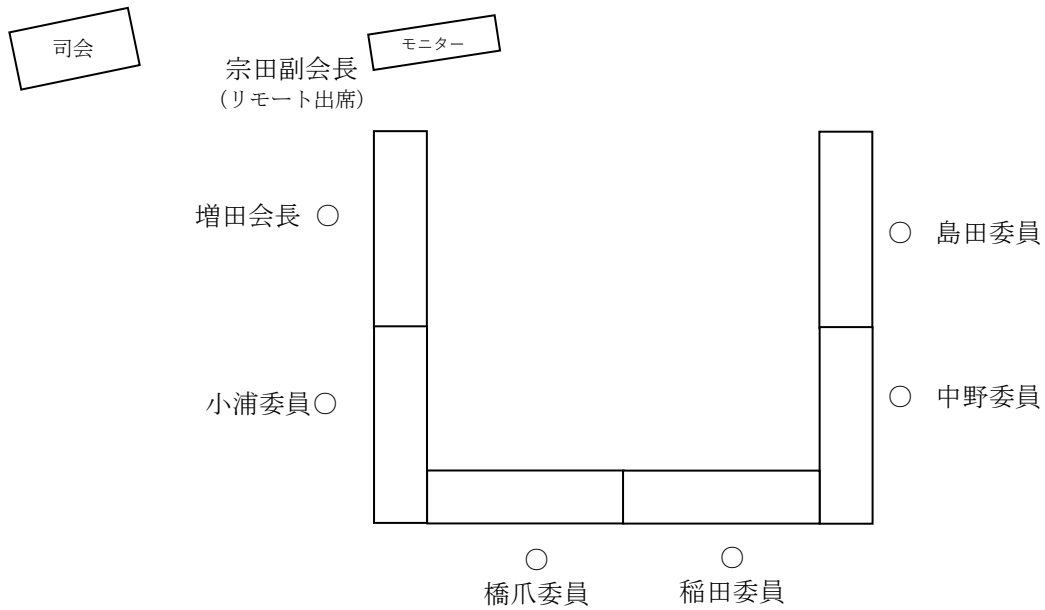 司会
モニター
宗田副会長
（リモート出席）
増田会長 ○
○ 島田委員
小浦委員○
○ 中野委員
○
橋爪委員
○
稲田委員